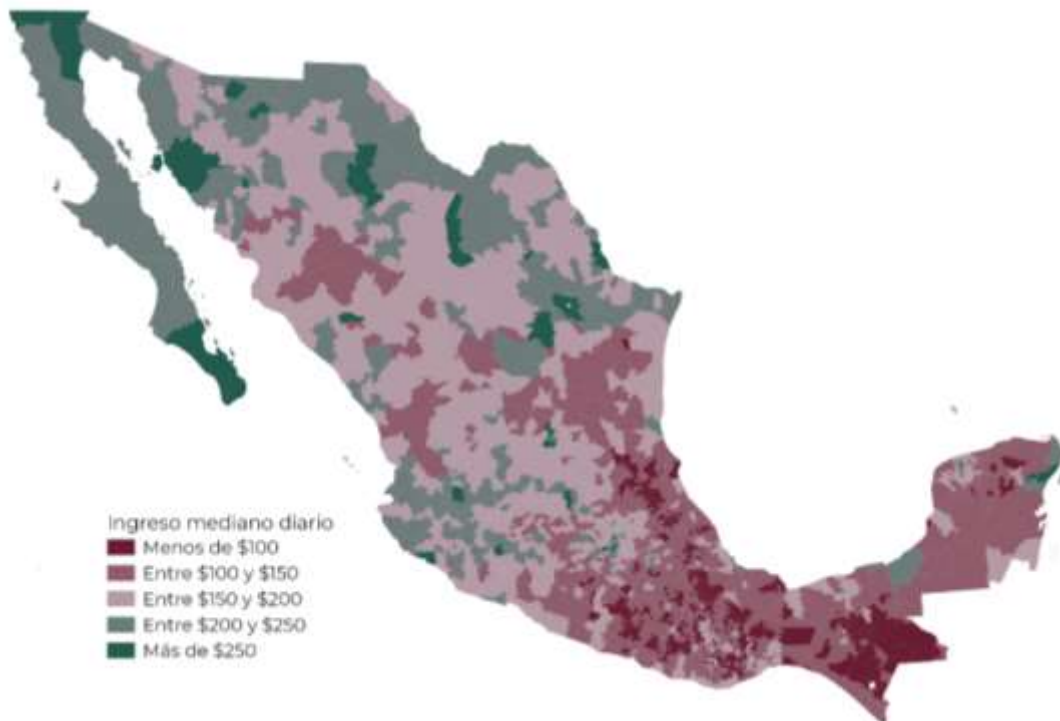 Ingreso mediano diario
Menos de $100
Entre $100 y $150
Entre $150 y $200
Entre $200 y $250
Más de $250